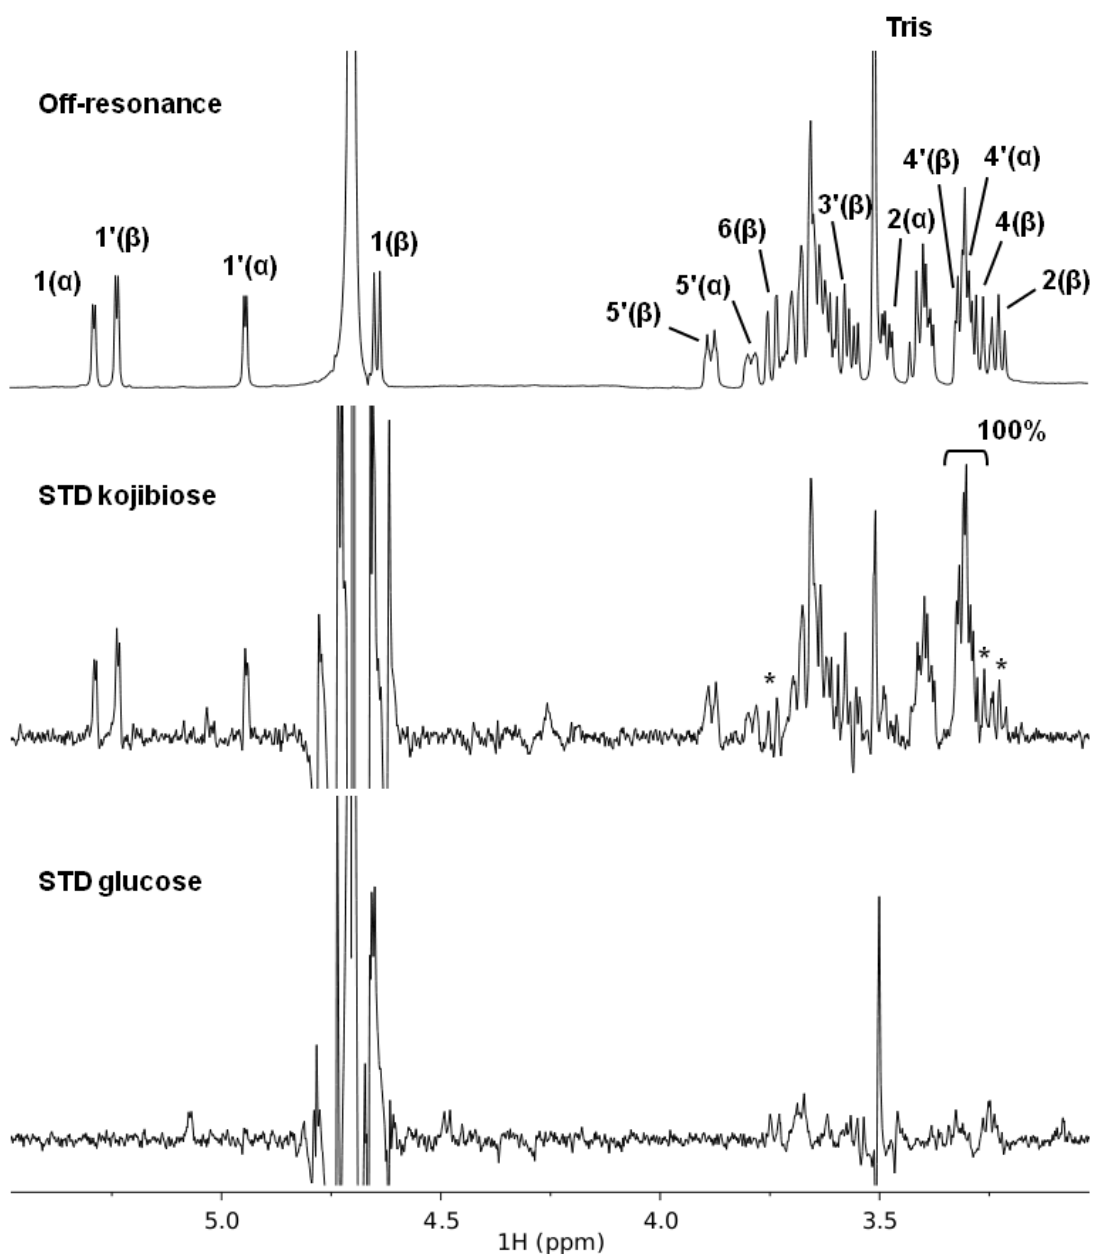 Tris
Off-resonance
4'(β) 4'(α)
1'(β) 3'(β)
1(α) 1'(α) 1(β) 6(β) 2(α) 4(β)
5'(β) 5'(α) 2(β)
100%
STD kojibiose
* * *
STD glucose
5.0 4.5 4.0 3.5
1H (ppm)